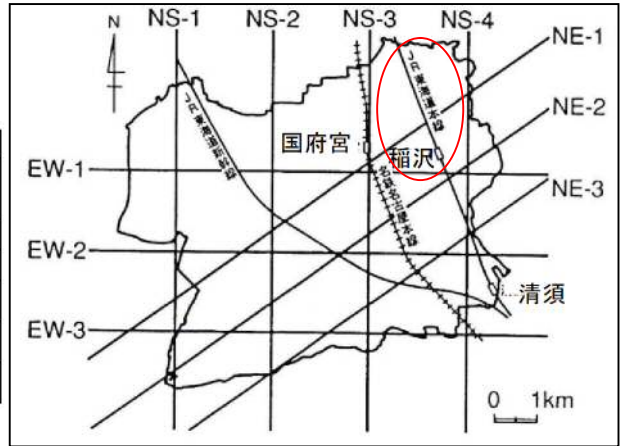 N
NS-1
NS-2
NS-3
NS-4
NE-1
NE-2
NE-3
JR東海道新幹線
JR東海道本線
国府宮
稲沢
名鉄名古屋本線
EW-1
EW-2
EW-3
清須
0 1km